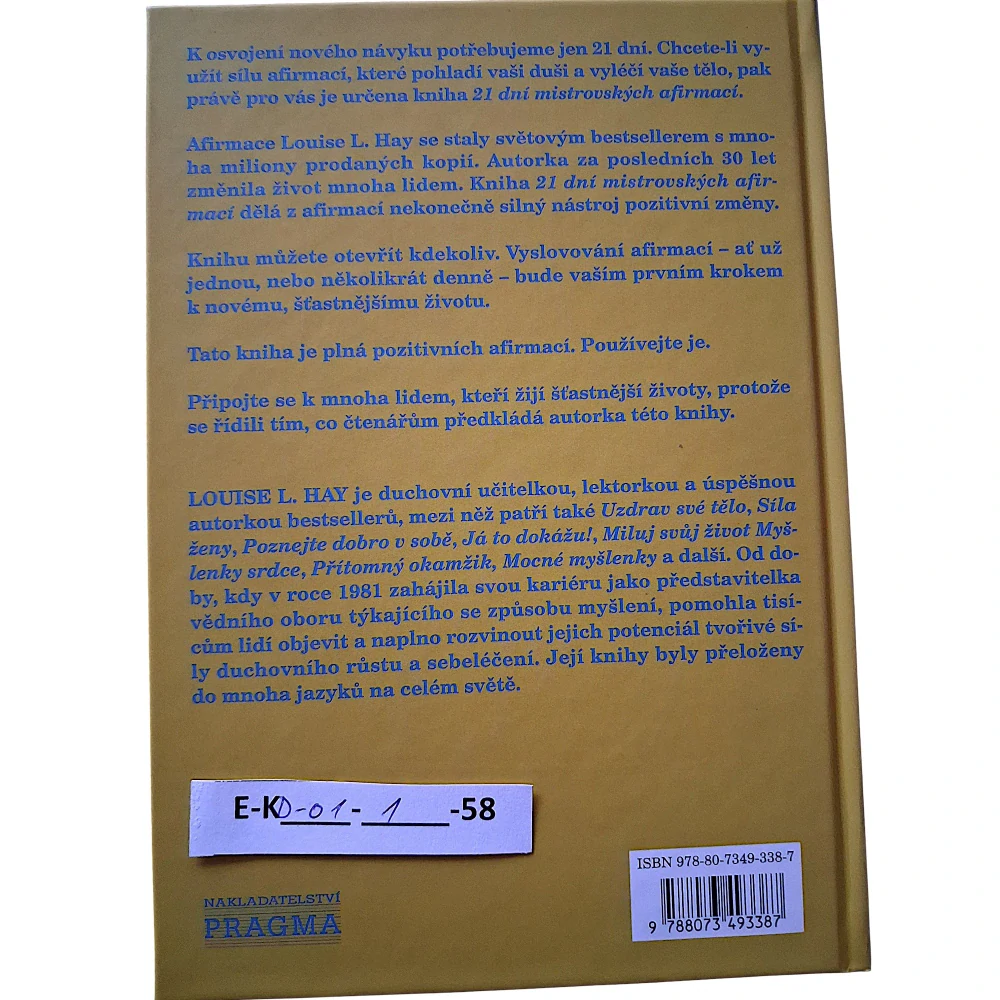 K osvojení nového návyku potřebujeme jen 21 dní. Chcete-li vy-
užít sílu afirmací, které pohladí vaši duši a vyléčí vaše tělo, pak
právě pro vás je určena kniha 21 dní mistrovských afirmací.
Afirmace Louise L. Hay se staly světovým bestsellerem s mno-
ha miliony prodaných kopií. Autorka za posledních 30 let
změnila život mnoha lidem. Kniha 21 dní mistrovských afir-
mací dělá z afirmací nekonečně silný nástroj pozitivní změny.
Knihu můžete otevřít kdekoliv. Vyslovování afirmací – ať už
jednou, nebo několikrát denně – bude vaším prvním krokem
k novému, šťastnějšímu životu.
Tato kniha je plná pozitivních afirmací. Používejte je.
Připojte se k mnoha lidem, kteří žijí šťastnější životy, protože
se řídili tím, co čtenářům předkládá autorka této knihy.
LOUISE L. HAY je duchovní učitelkou, lektorkou a úspěšnou
autorkou bestsellerů, mezi něž patří také Uzdrav své tělo, Síla
ženy, Poznejte dobro v sobě, Já to dokážu!, Miluj svůj život Myš-
lenky srdce, Přítomný okamžik, Mocné myšlenky a další. Od do-
by, kdy v roce 1981 zahájila svou kariéru jako představitelka
vědního oboru týkajícího se způsobu myšlení, pomohla tisí-
cům lidí objevit a naplno rozvinout jejich potenciál tvořivé sí-
ly duchovního růstu a sebeléčení. Její knihy byly přeloženy
do mnoha jazyků na celém světě.
E-KD-01-1-58
NAKLADATELSTVÍ
PRAGMA
ISBN 978-80-7349-338-7
9 788073 493387